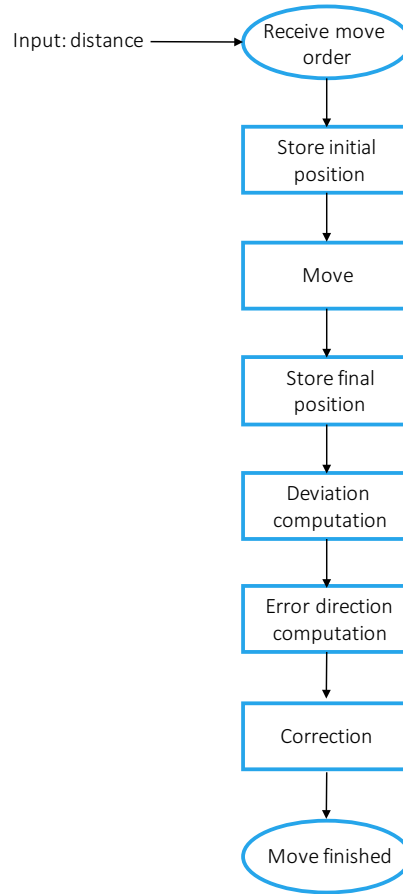 Input: distance
Receive move
order
Store initial
position
Move
Store final
position
Deviation
computation
Error direction
computation
Correction
Move finished